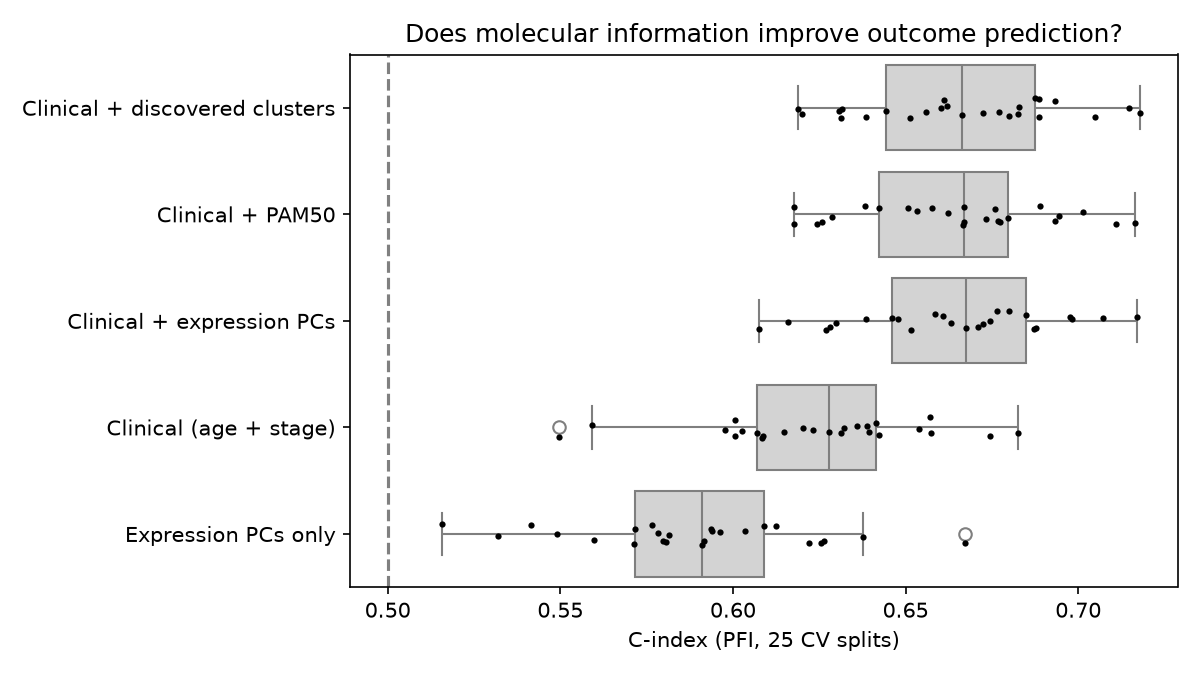 Does molecular information improve outcome prediction?
Clinical + discovered clusters
Clinical + PAM50
Clinical + expression PCs
Clinical (age + stage)
Expression PCs only
0.50 0.55 0.60 0.65 0.70
C-index (PFI, 25 CV splits)